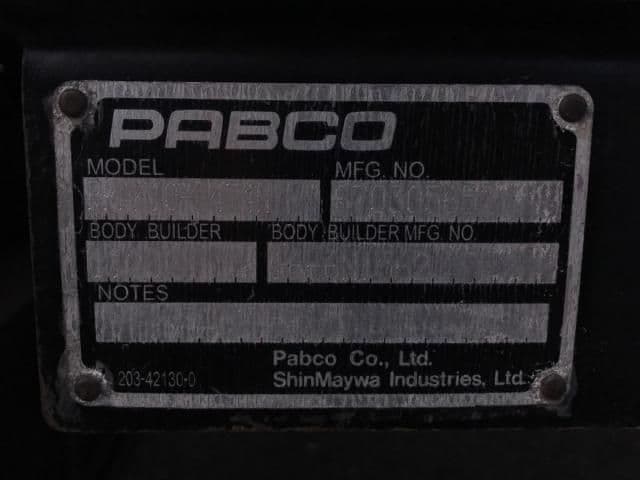 PABCO
MODEL MFG. NO.
BODY BUILDER BODY BUILDER MFG NO.
NOTES
Pabco Co., Ltd.
203-42130-0 ShinMaywa Industries, Ltd.